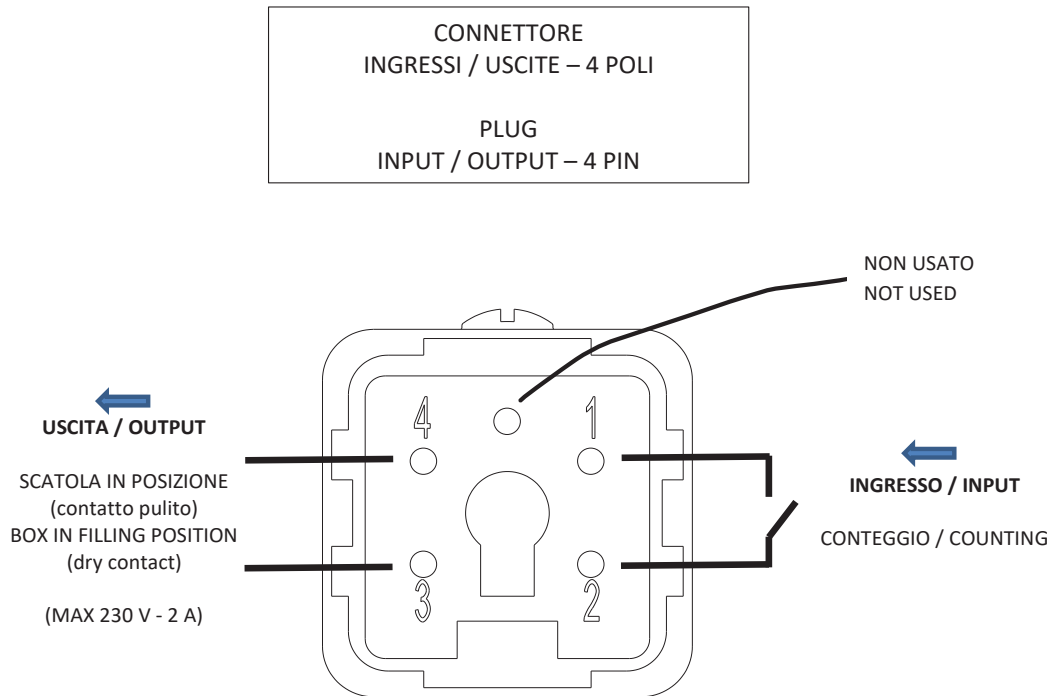 CONNETTORE
INGRESSI / USCITE – 4 POLI
PLUG
INPUT / OUTPUT – 4 PIN
NON USATO
NOT USED
USCITA / OUTPUT
SCATOLA IN POSIZIONE
(contatto pulito)
BOX IN FILLING POSITION
(dry contact)
(MAX 230 V - 2 A)
4
1
3
2
INGRESSO / INPUT
CONTEGGIO / COUNTING